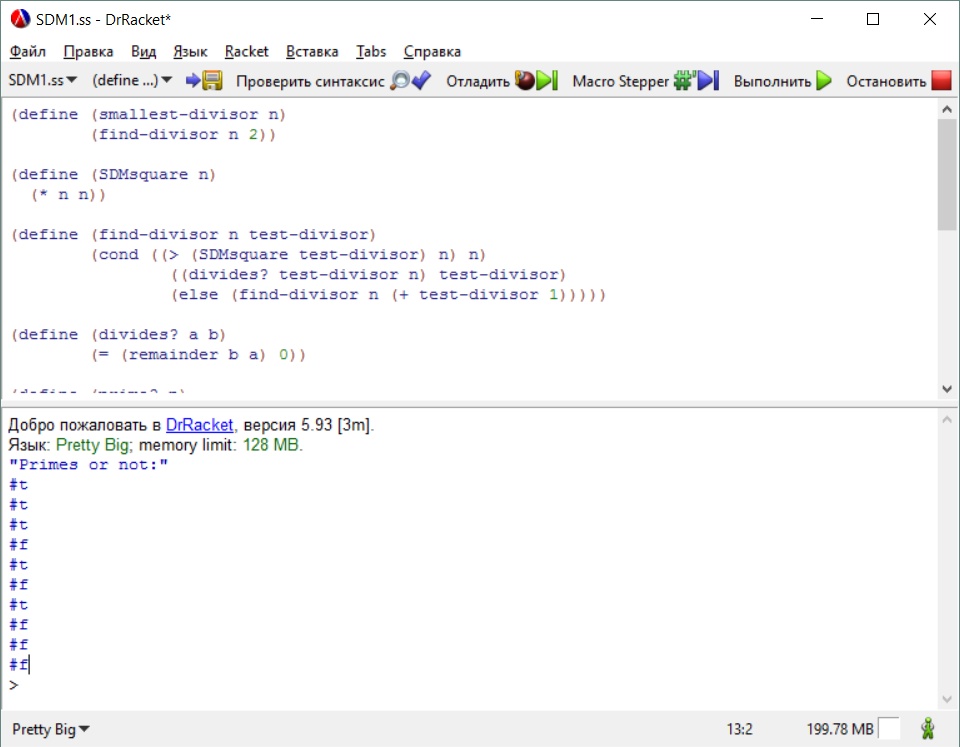 SDM1.ss - DrRacket*
Файл Правка Вид Язык Racket Вставка Tabs Справка
SDM1.ss (define ...) Проверить синтаксис Отладить Macro Stepper Выполнить Остановить
(define (smallest-divisor n)
(find-divisor n 2))
(define (SDMsquare n)
(* n n))
(define (find-divisor n test-divisor)
(cond ((> (SDMsquare test-divisor) n) n)
((divides? test-divisor n) test-divisor)
(else (find-divisor n (+ test-divisor 1)))))
(define (divides? a b)
(= (remainder b a) 0))
(define (prime? n)
Добро пожаловать в DrRacket, версия 5.93 [3m].
Язык: Pretty Big; memory limit: 128 MB.
"Primes or not:"
#t
#t
#t
#f
#t
#f
#t
#f
#f
#f
>
Pretty Big 13:2 199.78 MB